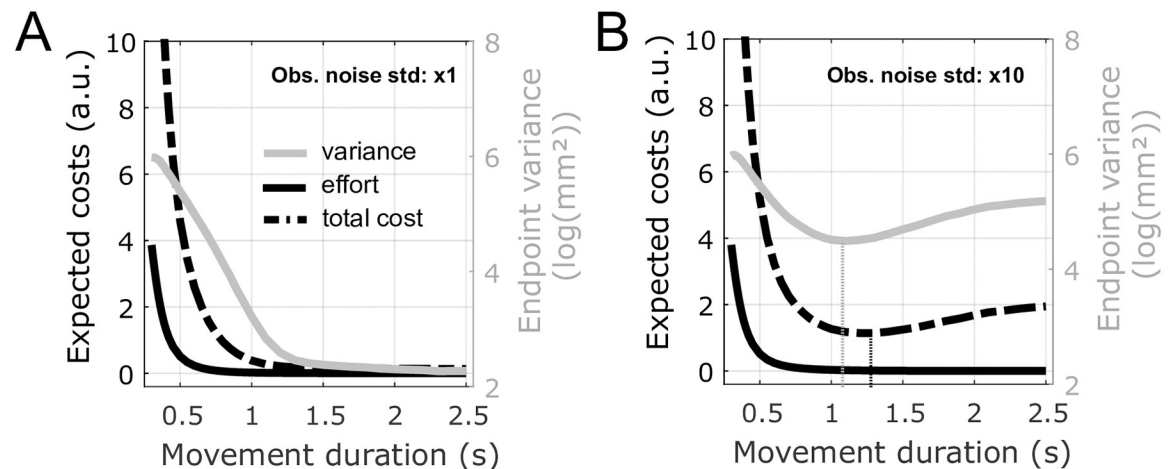 A
Expected costs (a.u.)
10
8
6
4
2
0
Obs. noise std: x1
variance
effort
total cost
8
6
4
2
Endpoint variance
(log(mm²))
0.5 1 1.5 2 2.5
Movement duration (s)
B
Expected costs (a.u.)
10
8
6
4
2
0
Obs. noise std: x10
8
6
4
2
Endpoint variance
(log(mm²))
0.5 1 1.5 2 2.5
Movement duration (s)